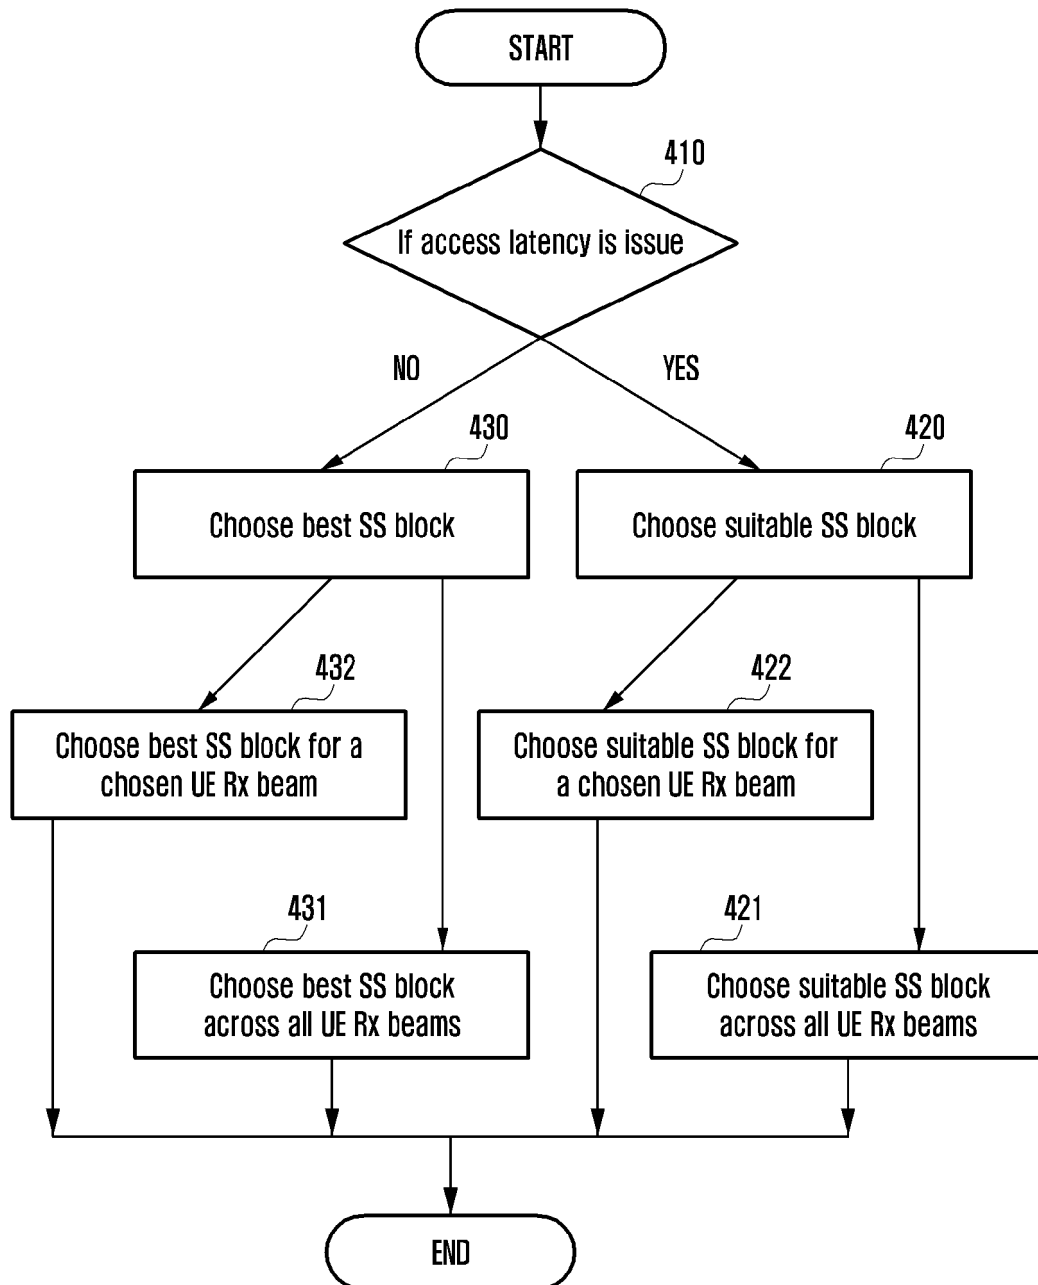 START
410
If access latency is issue
NO
YES
430
420
Choose best SS block
Choose suitable SS block
432
422
Choose best SS block for a
chosen UE Rx beam
Choose suitable SS block for
a chosen UE Rx beam
431
421
Choose best SS block
across all UE Rx beams
Choose suitable SS block
across all UE Rx beams
END